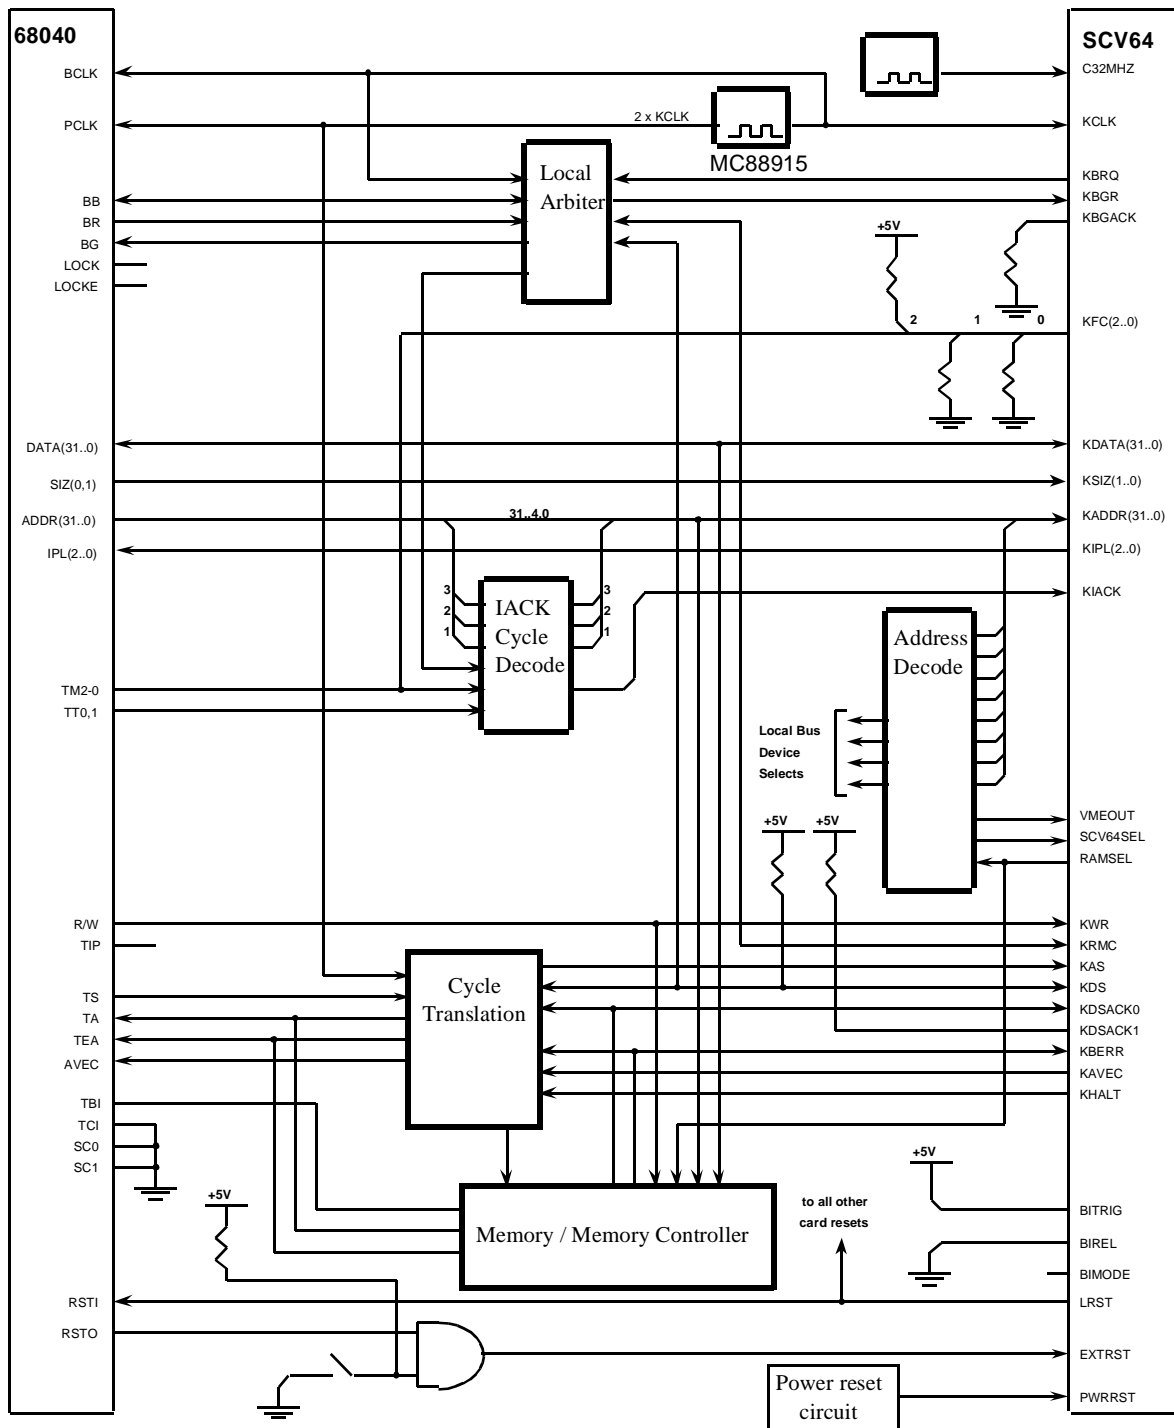 68040
SCV64
BCLK
C32MHZ
PCLK
2 x KCLK
KCLK
MC88915
Local
Arbiter
KBRQ
BB
KBGR
BR
KBGACK
BG
+5V
LOCK
LOCKE
2
1
0
KFC(2..0)
DATA(31..0)
KDATA(31..0)
SIZ(0,1)
KSIZ(1..0)
ADDR(31..0)
31..4.0
KADDR(31..0)
IPL(2..0)
KIPL(2..0)
3
2
1
IACK
Cycle
Decode
3
2
1
KIACK
Address
Decode
TM2-0
TT0,1
Local Bus
Device
Selects
+5V
+5V
VMEOUT
SCV64SEL
RAMSEL
R/W
KWR
TIP
KRMC
Cycle
Translation
KAS
TS
KDS
TA
KDSACK0
TEA
KDSACK1
AVEC
KBERR
KAVEC
TBI
KHALT
TCI
SC0
SC1
+5V
+5V
to all other
card resets
Memory / Memory Controller
BITRIG
BIREL
BIMODE
RSTI
LRST
RSTO
EXTRST
Power reset
circuit
PWRRST